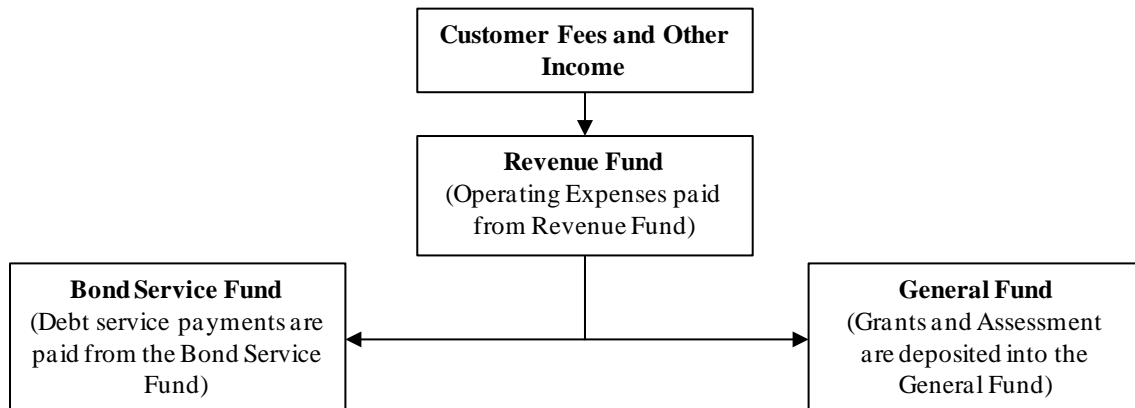 Customer Fees and Other
Income
Revenue Fund
(Operating Expenses paid
from Revenue Fund)
Bond Service Fund
(Debt service payments are
paid from the Bond Service
Fund)
General Fund
(Grants and Assessment
are deposited into the
General Fund)